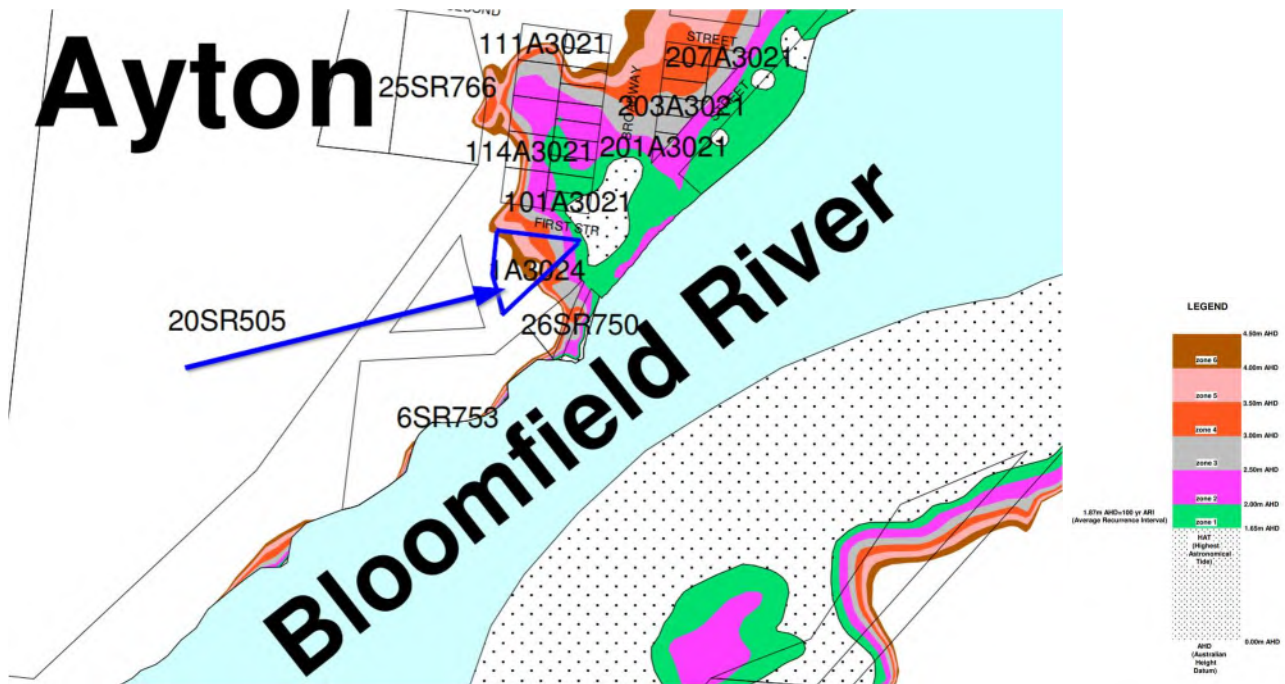 Ayton
SECOND
111A3021
STREET
207A3021
25SR766
BROADWAY
203A3021
STREET
114A3021
201A3021
101A3021
FIRST STR
1A3024
20SR505
26SR750
6SR753
Bloomfield River
LEGEND
4.50m AHD
zone 6
4.00m AHD
zone 5
3.50m AHD
zone 4
3.00m AHD
zone 3
2.50m AHD
zone 2
2.00m AHD
1.87m AHD=100 yr ARI
(Average Recurrence Interval)
zone 1
1.65m AHD
HAT
(Highest
Astronomical
Tide)
0.00m AHD
AHD
(Australian
Height
Datum)